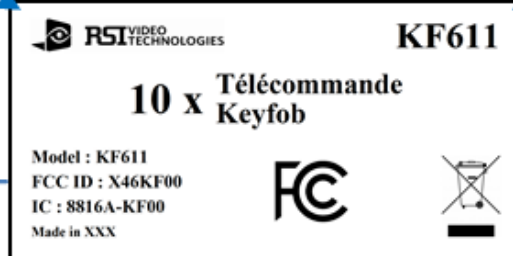 RSI VIDEO TECHNOLOGIES
KF611
10 x Télécommande
Keyfob
Model : KF611
FCC ID : X46KF00
IC : 8816A-KF00
Made in XXX
FC